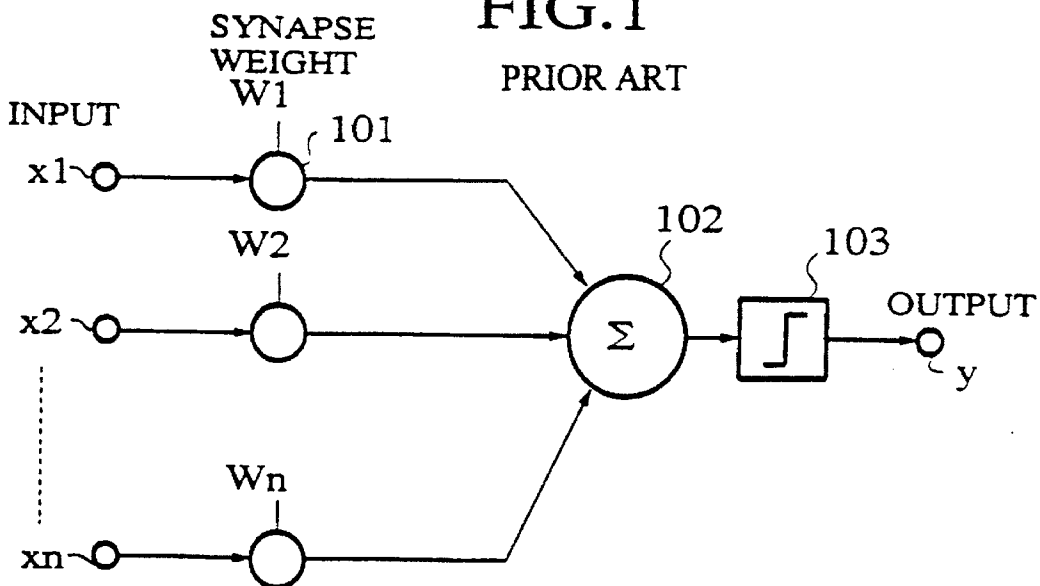 FIG.1
PRIOR ART
SYNAPSE
WEIGHT
W1
101
INPUT
x1
W2
102
103
x2
Σ
OUTPUT
y
Wn
xn